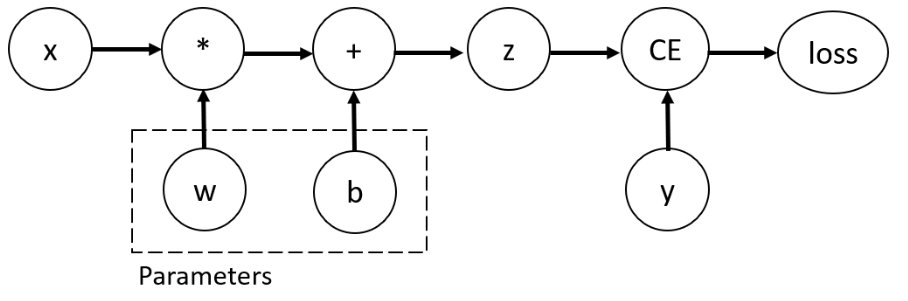 x * + z CE loss
w b y
Parameters